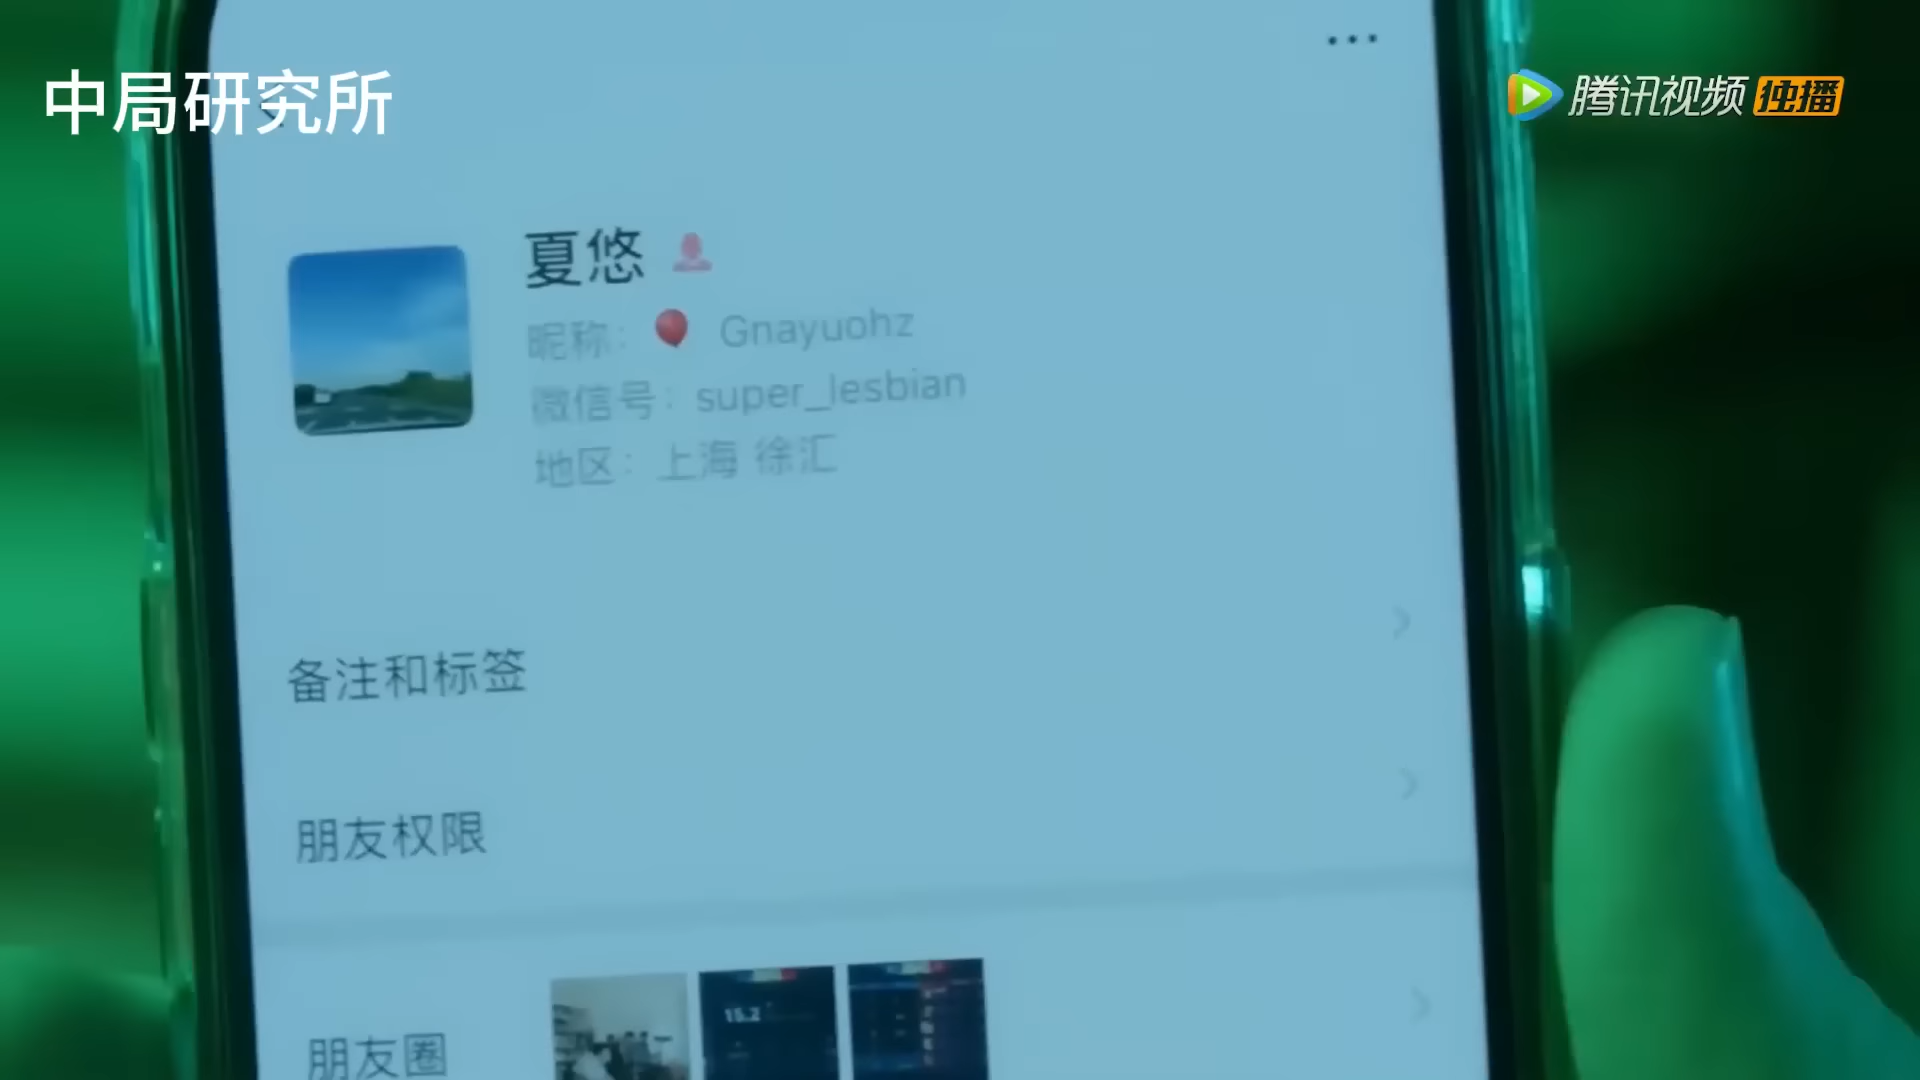 中局研究所
腾讯视频 独播
夏悠
昵称： Gnayuohz
微信号：super_lesbian
地区：上海 徐汇
备注和标签
朋友权限
朋友圈
15.2